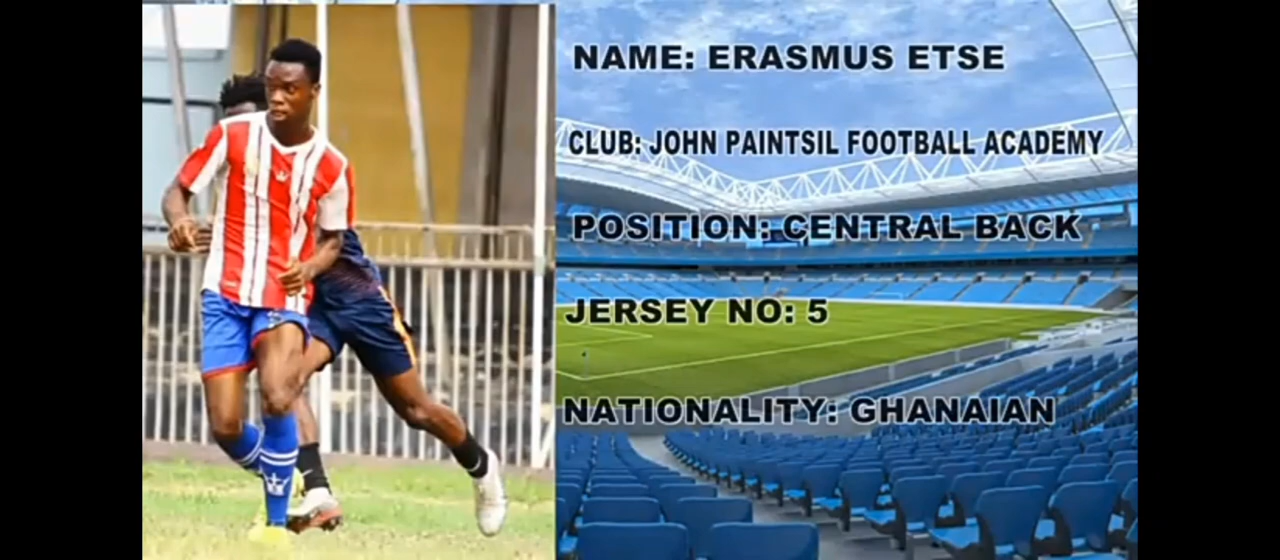 NAME: ERASMUS ETSE
CLUB: JOHN PAINTSIL FOOTBALL ACADEMY
POSITION: CENTRAL BACK
JERSEY NO: 5
NATIONALITY: GHANAIAN